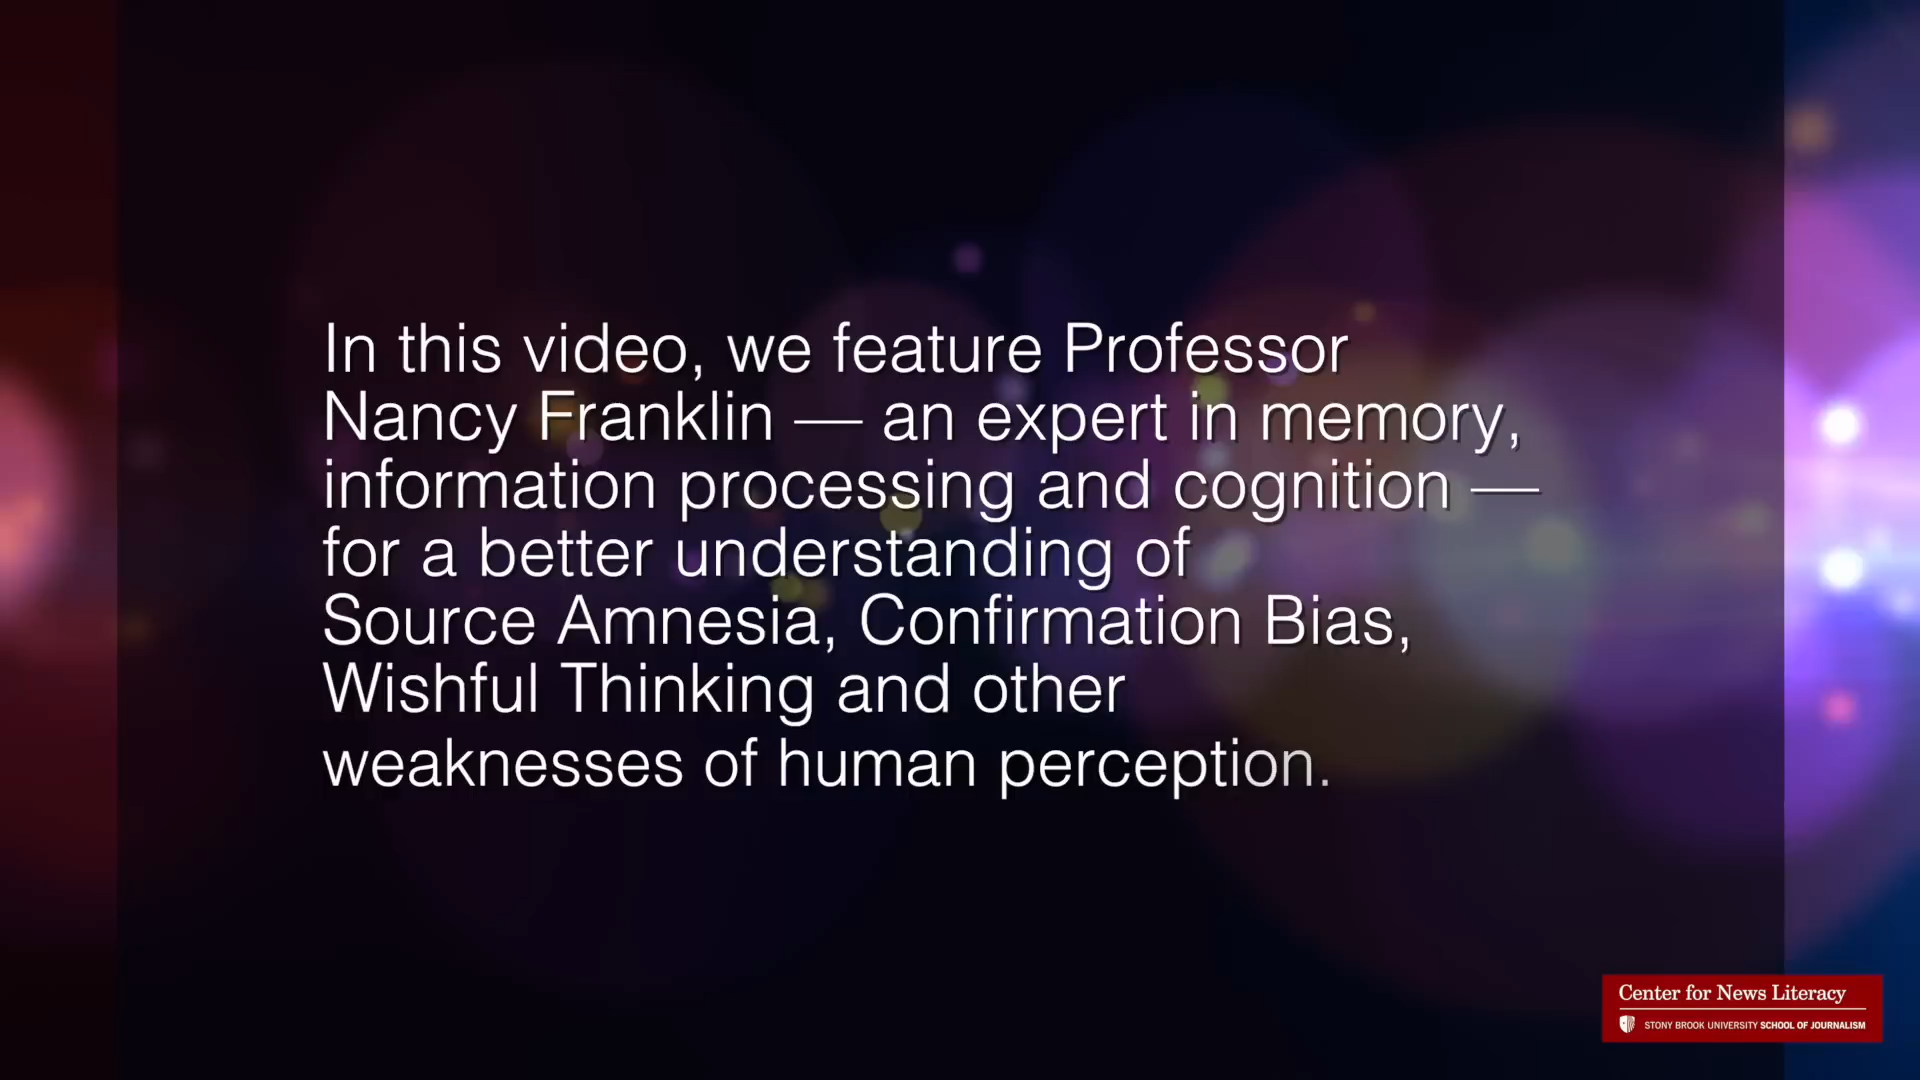 In this video, we feature Professor
Nancy Franklin — an expert in memory,
information processing and cognition —
for a better understanding of
Source Amnesia, Confirmation Bias,
Wishful Thinking and other
weaknesses of human perception.
Center for News Literacy
STONY BROOK UNIVERSITY SCHOOL OF JOURNALISM